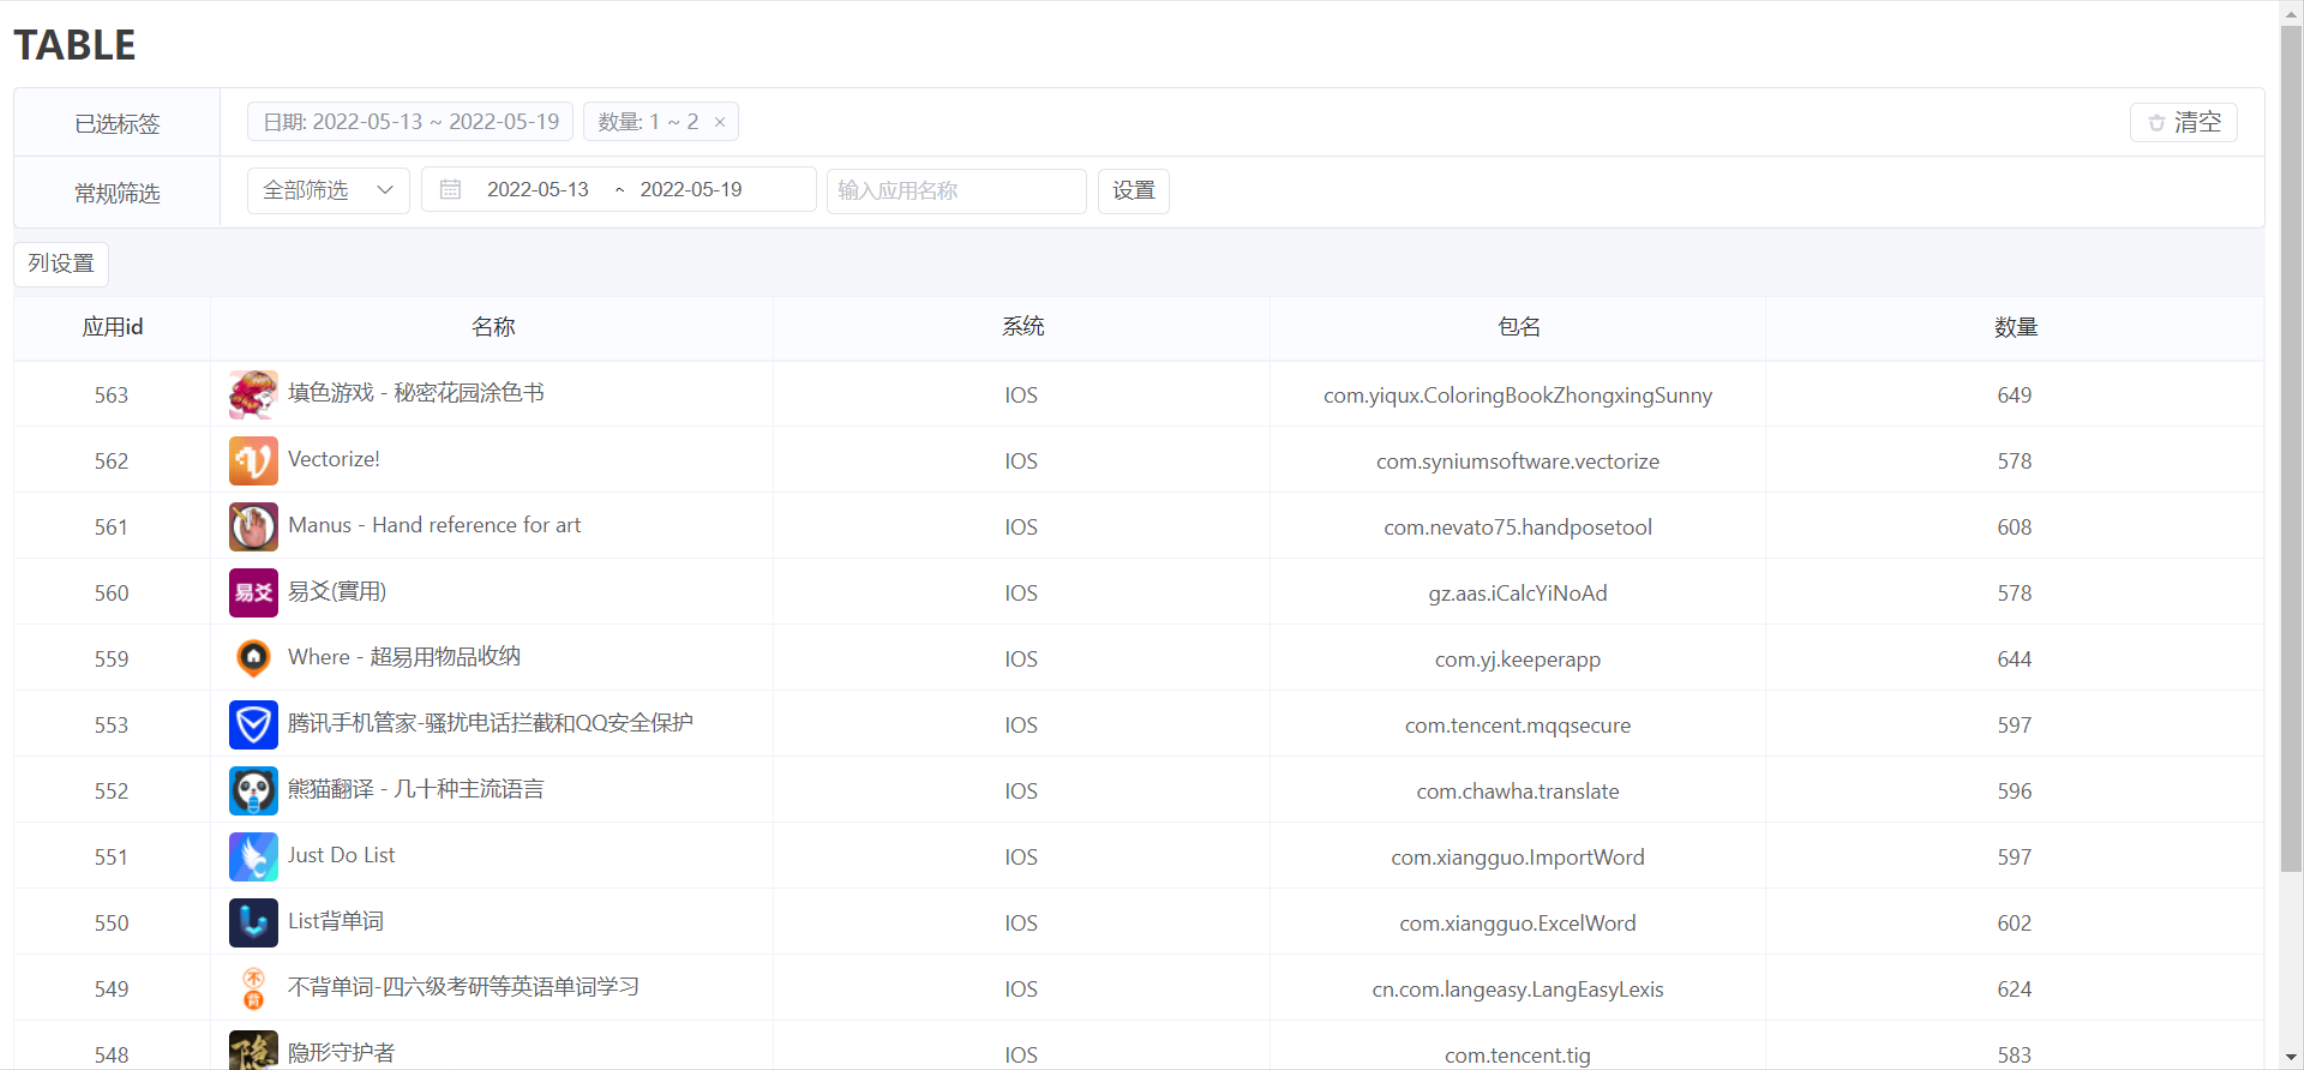 TABLE
已选标签 日期: 2022-05-13 ~ 2022-05-19 数量: 1 ~ 2 × 清空
常规筛选 全部筛选 2022-05-13 ~ 2022-05-19 输入应用名称 设置
列设置
应用id 名称 系统 包名 数量
563 填色游戏 - 秘密花园涂色书 IOS com.yiqux.ColoringBookZhongxingSunny 649
562 Vectorize! IOS com.syniumsoftware.vectorize 578
561 Manus - Hand reference for art IOS com.nevato75.handposetool 608
560 易爻 易爻(實用) IOS gz.aas.iCalcYiNoAd 578
559 Where - 超易用物品收纳 IOS com.yj.keeperapp 644
553 腾讯手机管家-骚扰电话拦截和QQ安全保护 IOS com.tencent.mqqsecure 597
552 熊猫翻译 - 几十种主流语言 IOS com.chawha.translate 596
551 Just Do List IOS com.xiangguo.ImportWord 597
550 List背单词 IOS com.xiangguo.ExcelWord 602
549 不背 不背单词-四六级考研等英语单词学习 IOS cn.com.langeasy.LangEasyLexis 624
548 隐 隐形守护者 IOS com.tencent.tig 583